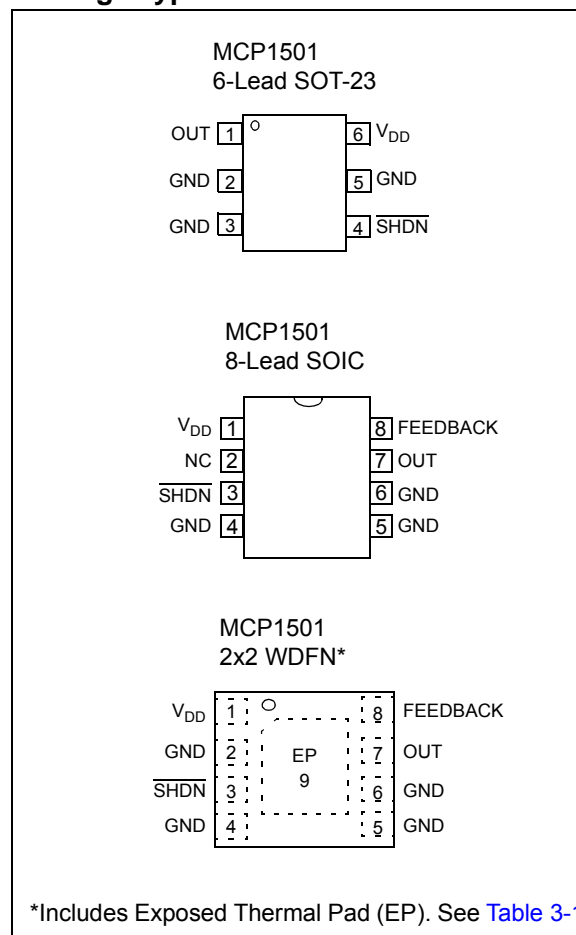 MCP1501
6-Lead SOT-23
OUT 1 6 VDD
GND 2 5 GND
GND 3 4 SHDN
MCP1501
8-Lead SOIC
VDD 1 8 FEEDBACK
NC 2 7 OUT
SHDN 3 6 GND
GND 4 5 GND
MCP1501
2x2 WDFN*
VDD 1 8 FEEDBACK
GND 2 EP 7 OUT
9
SHDN 3 6 GND
GND 4 5 GND
*Includes Exposed Thermal Pad (EP). See Table 3-1